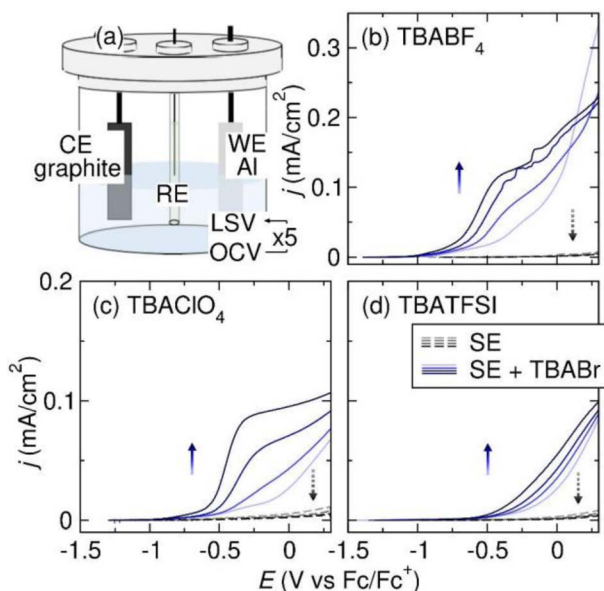 (a)
CE
graphite
RE
WE
Al
LSV
OCV
x5
(b) TBABF₄
j (mA/cm²)
0.3
0.2
0.1
0
(c) TBAClO₄
j (mA/cm²)
0.2
0.1
0
-1.5 -1 -0.5 0
(d) TBATFSI
SE
SE + TBABr
-1.5 -1 -0.5 0
E (V vs Fc/Fc⁺)